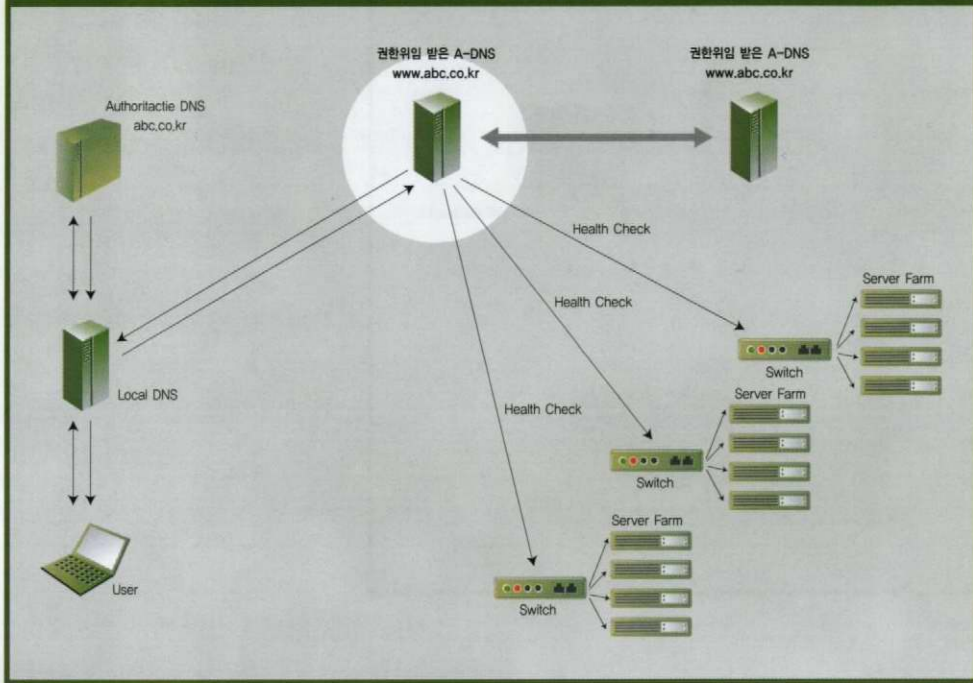 권한위임 받은 A-DNS
www.abc.co.kr
권한위임 받은 A-DNS
www.abc.co.kr
Authoritactie DNS
abc,co,kr
Health Check
Server Farm
Health Check
Switch
Local DNS
Server Farm
Health Check
Switch
Server Farm
User
Switch